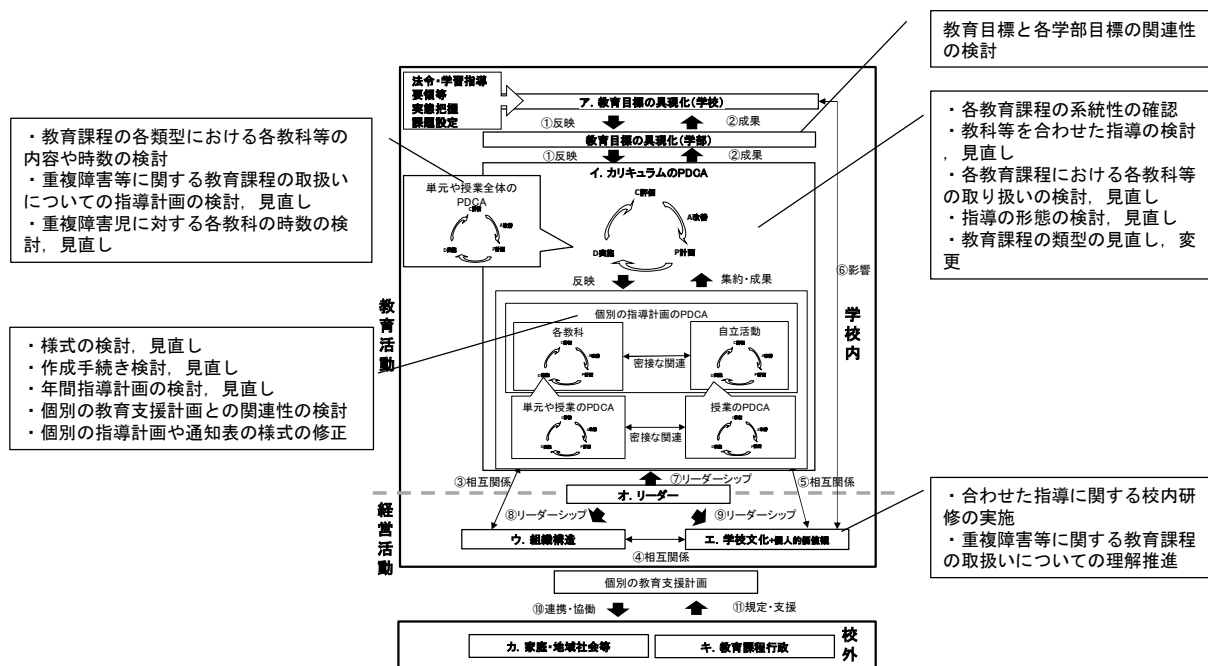 教育目標と各学部目標の関連性
の検討
法令・学習指導
要領等
実態把握
課題設定
ア. 教育目標の具現化(学校)
①反映
②成果
教育目標の具現化(学部)
①反映
②成果
イ. カリキュラムのPDCA
単元や授業全体の
PDCA
C評価
A改善
P計画
D実施
C評価
A改善
P計画
D実施
・各教育課程の系統性の確認
・教科等を合わせた指導の検討
，見直し
・各教育課程における各教科等
の取り扱いの検討，見直し
・指導の形態の検討，見直し
・教育課程の類型の見直し，変
更
・教育課程の各類型における各教科等の
内容や時数の検討
・重複障害等に関する教育課程の取扱い
についての指導計画の検討，見直し
・重複障害児に対する各教科の時数の検
討，見直し
反映
集約・成果
⑥影響
教育活動
学校内
個別の指導計画のPDCA
各教科
自立活動
密接な関連
単元や授業のPDCA
授業のPDCA
密接な関連
・様式の検討，見直し
・作成手続き検討，見直し
・年間指導計画の検討，見直し
・個別の教育支援計画との関連性の検討
・個別の指導計画や通知表の様式の修正
③相互関係
⑦リーダーシップ
⑤相互関係
オ. リーダー
経営活動
⑧リーダーシップ
⑨リーダーシップ
ウ. 組織構造
エ. 学校文化+個人的価値観
④相互関係
・合わせた指導に関する校内研
修の実施
・重複障害等に関する教育課程
の取扱いについての理解推進
個別の教育支援計画
⑩連携・協働
⑪規定・支援
カ. 家庭・地域社会等
キ. 教育課程行政
校外